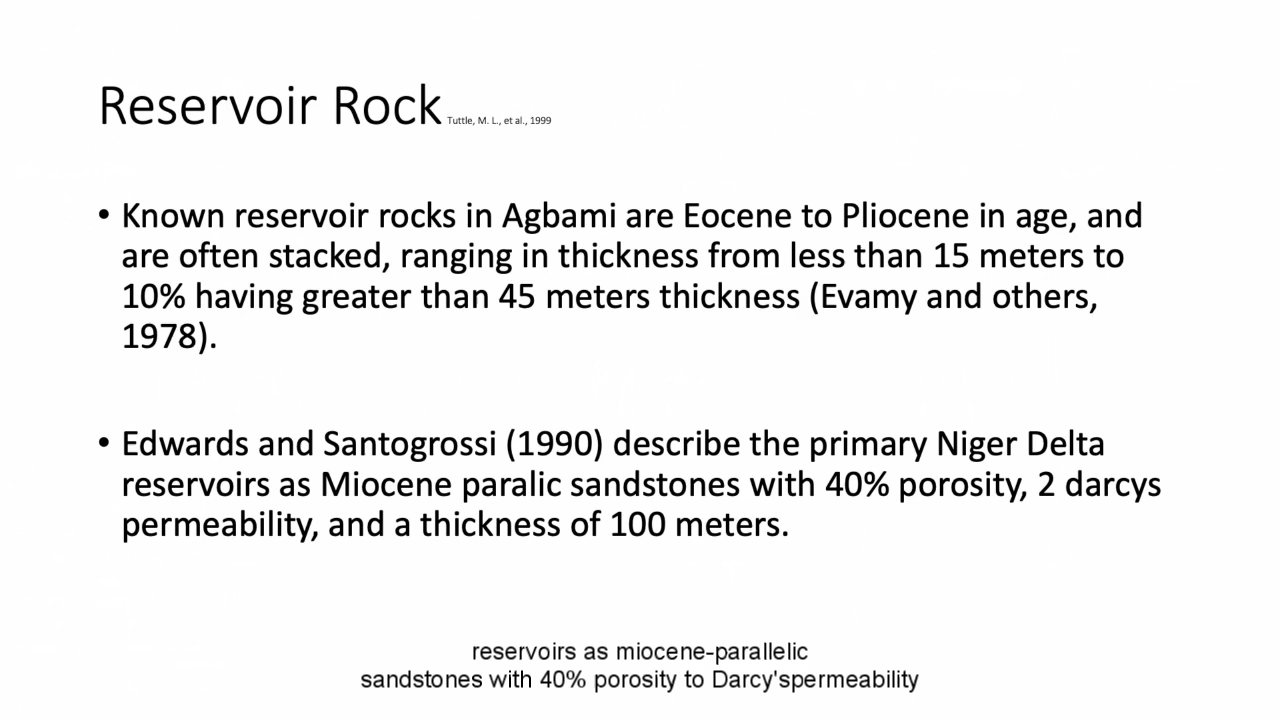 Reservoir Rock Tuttle, M. L., et al., 1999
• Known reservoir rocks in Agbami are Eocene to Pliocene in age, and
are often stacked, ranging in thickness from less than 15 meters to
10% having greater than 45 meters thickness (Evamy and others,
1978).
• Edwards and Santogrossi (1990) describe the primary Niger Delta
reservoirs as Miocene paralic sandstones with 40% porosity, 2 darcys
permeability, and a thickness of 100 meters.
reservoirs as miocene-parallelic
sandstones with 40% porosity to Darcy'spermeability